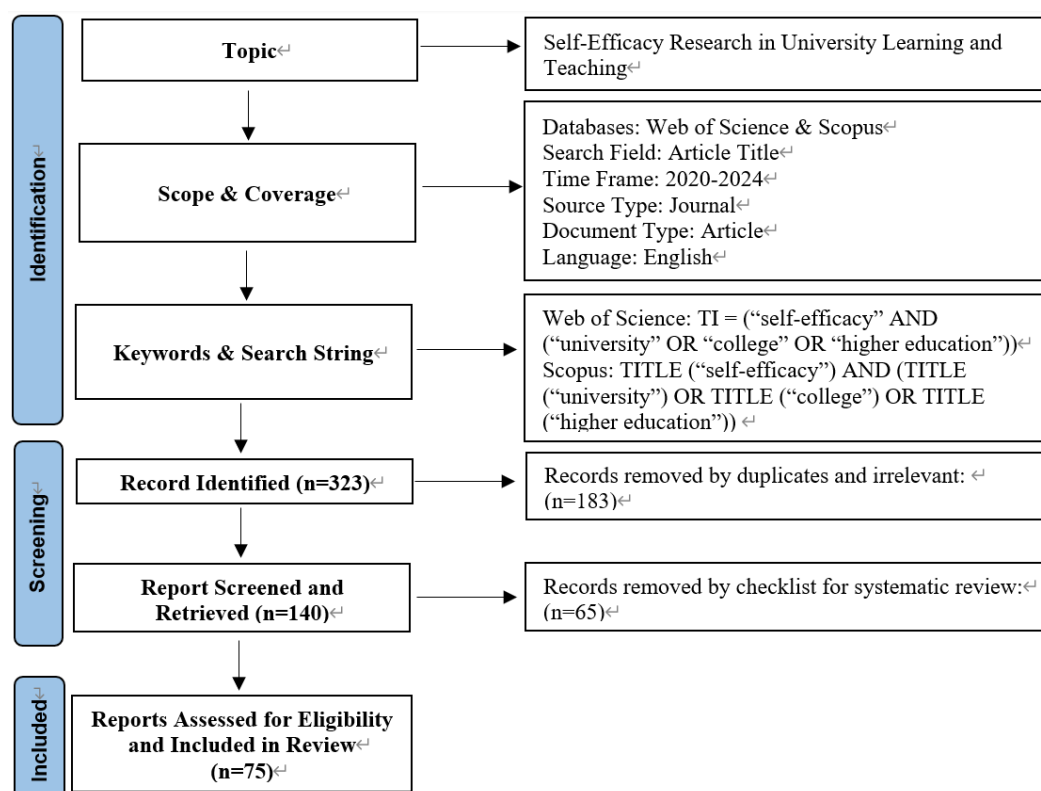 Identification
Topic↵
Self-Efficacy Research in University Learning and
Teaching↵
Scope & Coverage↵
Databases: Web of Science & Scopus↵
Search Field: Article Title↵
Time Frame: 2020-2024↵
Source Type: Journal↵
Document Type: Article↵
Language: English↵
Keywords & Search String↵
Web of Science: TI = (“self-efficacy” AND
(“university” OR “college” OR “higher education”))↵
Scopus: TITLE (“self-efficacy”) AND (TITLE
(“university”) OR TITLE (“college”) OR TITLE
(“higher education”)) ↵
Screening
Record Identified (n=323)↵
Records removed by duplicates and irrelevant: ↵
(n=183)↵
Report Screened and
Retrieved (n=140)↵
Records removed by checklist for systematic review:↵
(n=65)↵
Included
Reports Assessed for Eligibility
and Included in Review↵
(n=75)↵